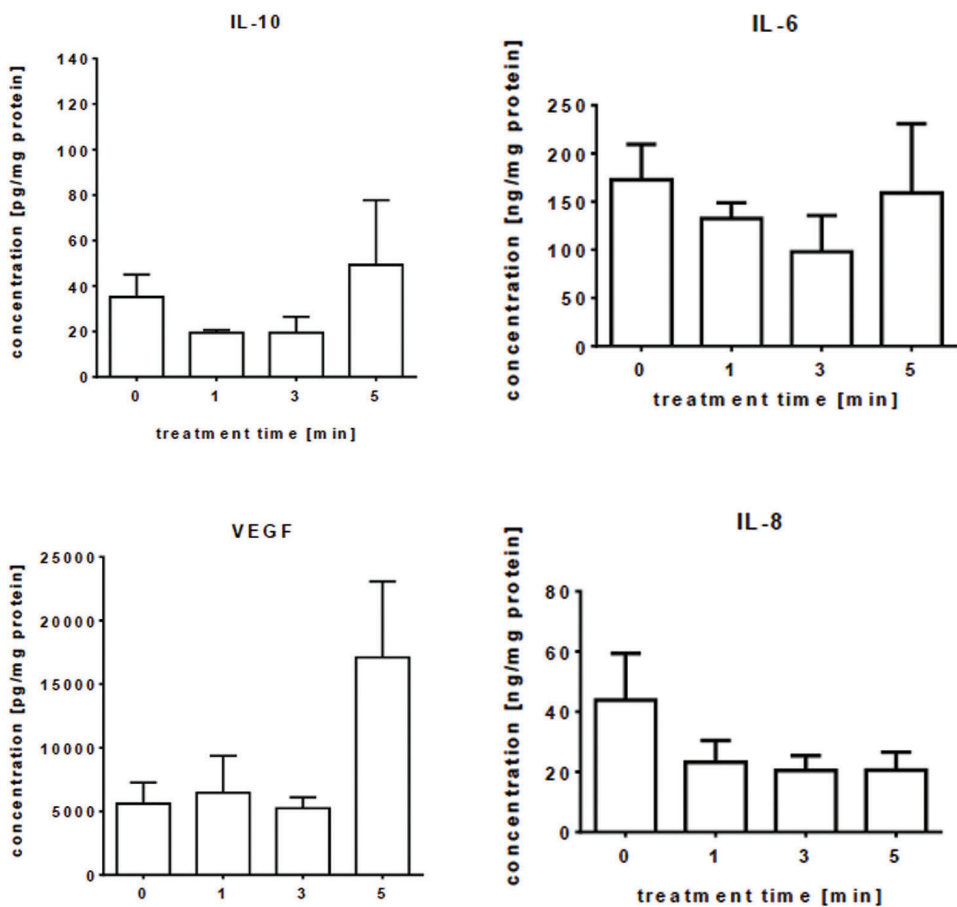 IL-10
concentration [pg/mg protein]
140
120
100
80
60
40
20
0
0 1 3 5
treatment time [min]
IL-6
concentration [ng/mg protein]
250
200
150
100
50
0
0 1 3 5
treatment time [min]
VEGF
concentration [pg/mg protein]
25000
20000
15000
10000
5000
0
0 1 3 5
IL-8
concentration [ng/mg protein]
80
60
40
20
0
0 1 3 5
treatment time [min]